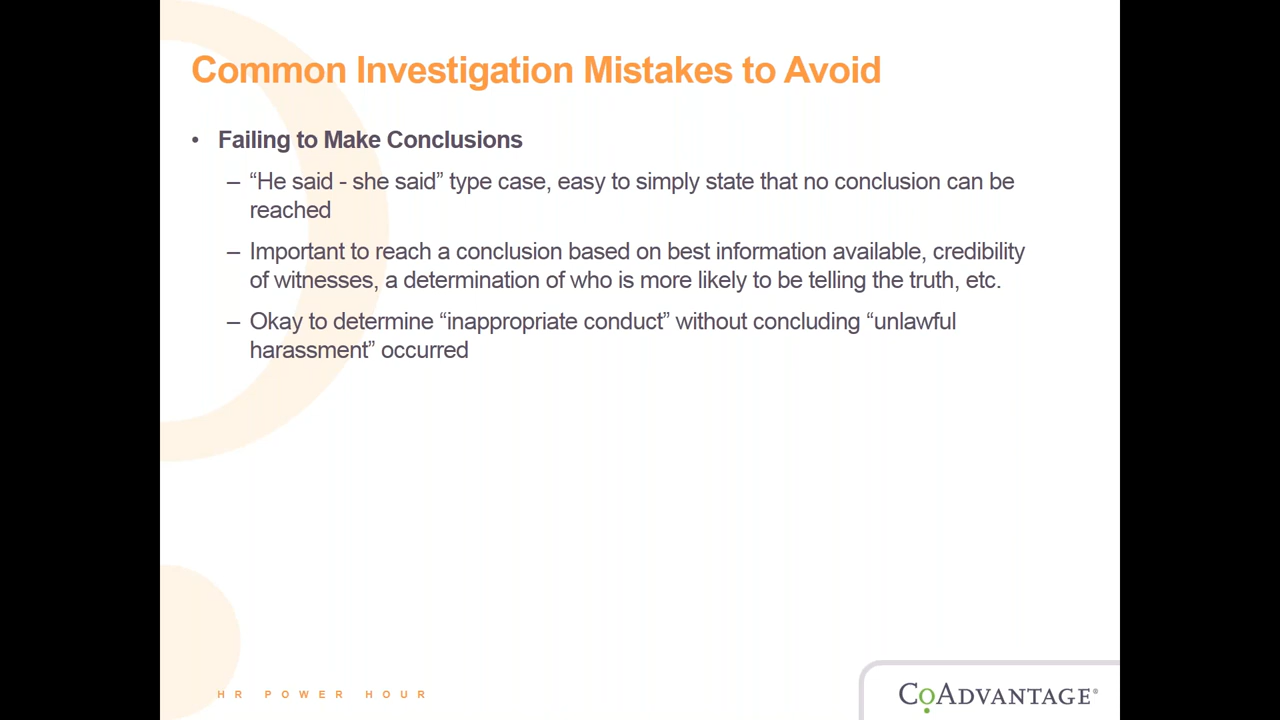 Common Investigation Mistakes to Avoid
• Failing to Make Conclusions
– “He said - she said” type case, easy to simply state that no conclusion can be
reached
– Important to reach a conclusion based on best information available, credibility
of witnesses, a determination of who is more likely to be telling the truth, etc.
– Okay to determine “inappropriate conduct” without concluding “unlawful
harassment” occurred
HR POWER HOUR
CoAdvantage®